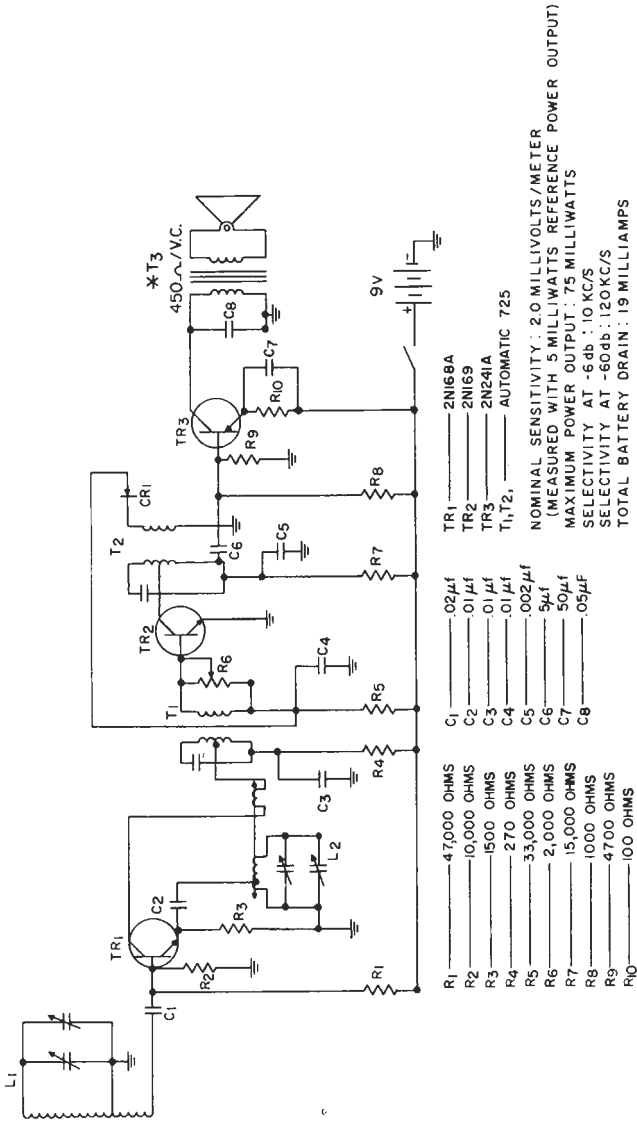 L1
C1
TR1
R2
R1
C2
R3
L2
C3
R4
T1
R6
TR2
C4
R5
T2
CR1
C5
R7
C6
R8
R9
TR3
R10
C7
C8
*T3
450Ω/V.C.
9V
+
-
R1 47,000 OHMS
R2 10,000 OHMS
R3 1500 OHMS
R4 270 OHMS
R5 33,000 OHMS
R6 2,000 OHMS
R7 15,000 OHMS
R8 1000 OHMS
R9 4700 OHMS
R10 100 OHMS
C1 .02µf
C2 .01µf
C3 .01µf
C4 .01µf
C5 .002µf
C6 5µf
C7 50µf
C8 .05µF
TR1 2N168A
TR2 2N169
TR3 2N241A
T1,T2, AUTOMATIC 725
NOMINAL SENSITIVITY: 2.0 MILLIVOLTS/METER
(MEASURED WITH 5 MILLIWATTS REFERENCE POWER OUTPUT)
MAXIMUM POWER OUTPUT: 75 MILLIWATTS
SELECTIVITY AT -6db: 10 KC/S
SELECTIVITY AT -60db: 120 KC/S
TOTAL BATTERY DRAIN: 19 MILLIAMPS